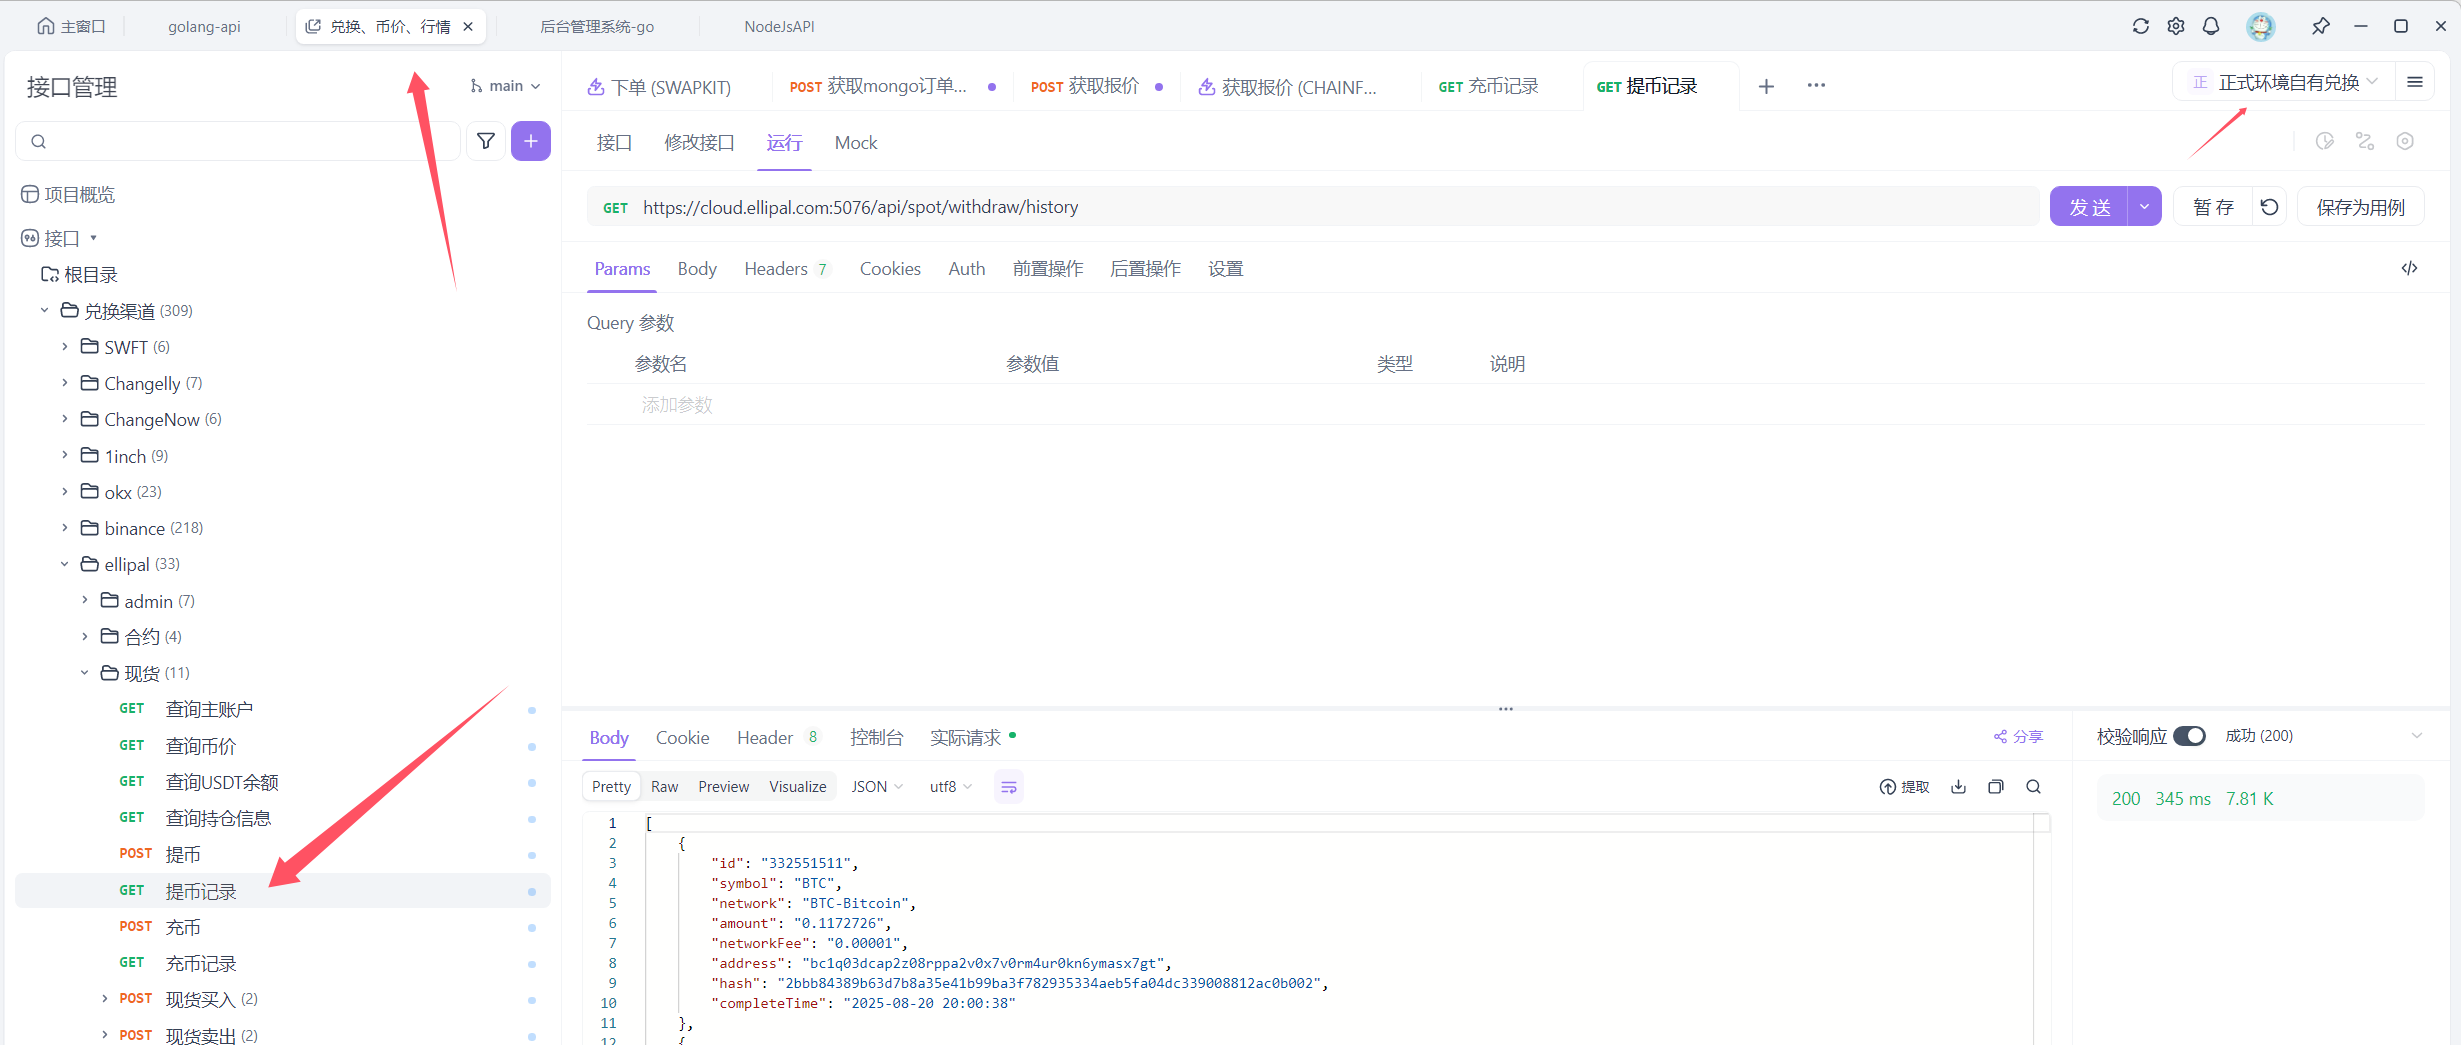 主窗口
golang-api
兑换、币价、行情
后台管理系统-go
NodeJsAPI
接口管理
main
下单 (SWAPKIT)
POST 获取mongo订单...
POST 获取报价
获取报价 (CHAINF...
GET 充币记录
GET 提币记录
正 正式环境自有兑换
接口
修改接口
运行
Mock
项目概览
接口
GET https://cloud.ellipal.com:5076/api/spot/withdraw/history
发送
暂存
保存为用例
根目录
兑换渠道 (309)
SWFT (6)
Changelly (7)
ChangeNow (6)
1inch (9)
okx (23)
binance (218)
ellipal (33)
admin (7)
合约 (4)
现货 (11)
GET 查询主账户
GET 查询币价
GET 查询USDT余额
GET 查询持仓信息
POST 提币
GET 提币记录
POST 充币
GET 充币记录
POST 现货买入 (2)
POST 现货卖出 (2)
Params
Body
Headers 7
Cookies
Auth
前置操作
后置操作
设置
Query 参数
参数名
参数值
类型
说明
添加参数
Body
Cookie
Header 8
控制台
实际请求
分享
校验响应
成功 (200)
Pretty
Raw
Preview
Visualize
JSON
utf8
提取
200 345 ms 7.81 K
1 [
2 {
3 "id": "332551511",
4 "symbol": "BTC",
5 "network": "BTC-Bitcoin",
6 "amount": "0.1172726",
7 "networkFee": "0.00001",
8 "address": "bc1q03dcap2z08rppa2v0x7v0rm4ur0kn6ymasx7gt",
9 "hash": "2bbb84389b63d7b8a35e41b99ba3f782935334aeb5fa04dc339008812ac0b002",
10 "completeTime": "2025-08-20 20:00:38"
11 },
12 {